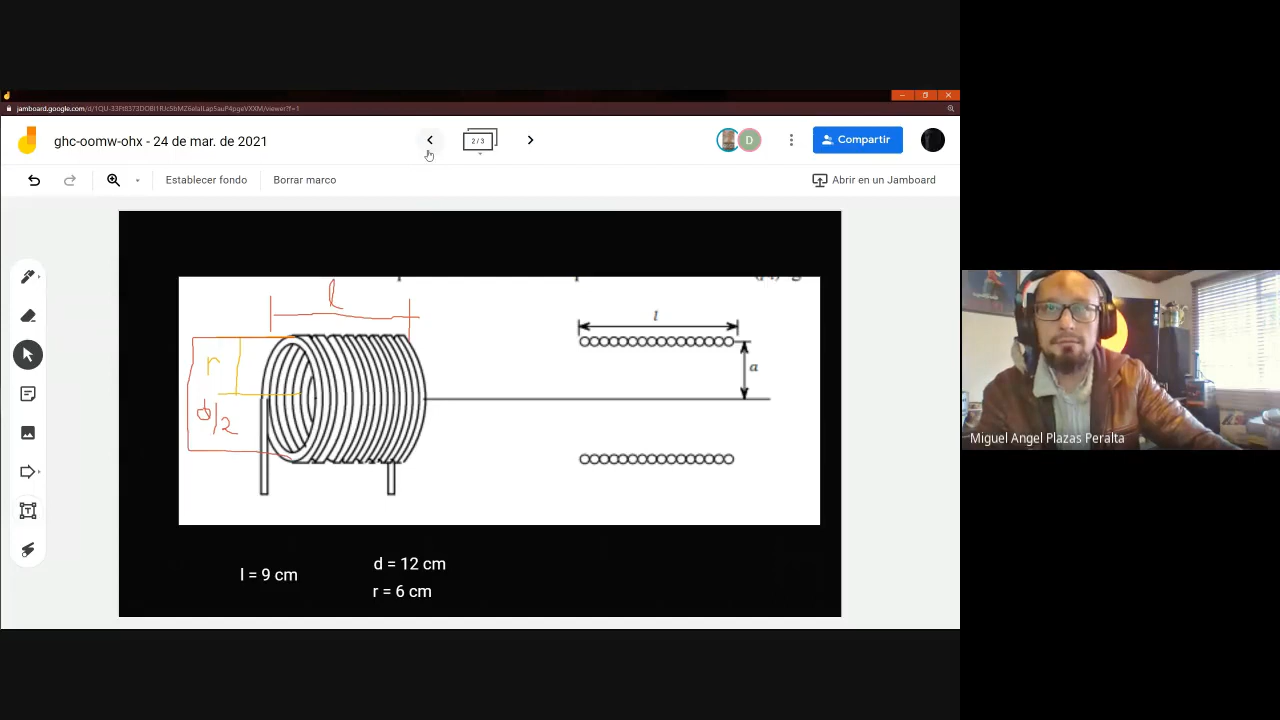 ghc-oomw-ohx - 24 de mar. de 2021
2/3
D
Compartir
Establecer fondo
Borrar marco
Abrir en un Jamboard
l
r
d/2
l
a
l = 9 cm
d = 12 cm
r = 6 cm
Miguel Angel Plazas Peralta